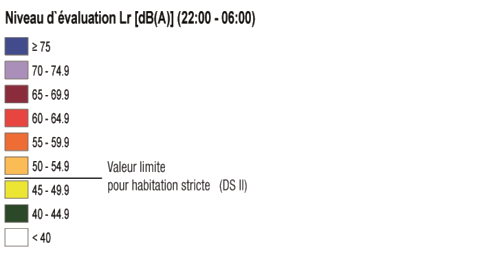 Niveau d`évaluation Lr [dB(A)] (22:00 - 06:00)
≥ 75
70 - 74.9
65 - 69.9
60 - 64.9
55 - 59.9
50 - 54.9
Valeur limite
pour habitation stricte (DS II)
45 - 49.9
40 - 44.9
< 40